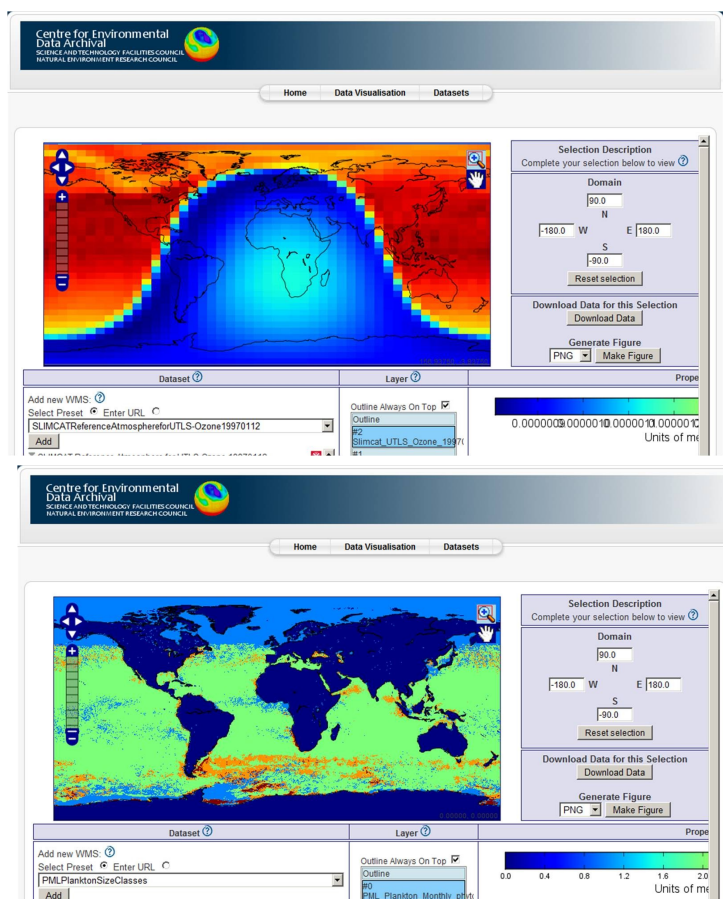 Centre for Environmental
Data Archival
SCIENCE AND TECHNOLOGY FACILITIES COUNCIL
NATURAL ENVIRONMENT RESEARCH COUNCIL
Home Data Visualisation Datasets
Selection Description
Complete your selection below to view ?
Domain
90.0
N
-180.0 W E 180.0
S
-90.0
Reset selection
Download Data for this Selection
Download Data
Generate Figure
PNG Make Figure
Dataset ? Layer ? Prope
Add new WMS: ?
Select Preset Enter URL
SLIMCATReferenceAtmosphereforUTLS-Ozone19970112
Add
Outline Always On Top
Outline
#2
Slimcat_UTLS_Ozone_1997(
#1
Units of me
Centre for Environmental
Data Archival
SCIENCE AND TECHNOLOGY FACILITIES COUNCIL
NATURAL ENVIRONMENT RESEARCH COUNCIL
Home Data Visualisation Datasets
Selection Description
Complete your selection below to view ?
Domain
90.0
N
-180.0 W E 180.0
S
-90.0
Reset selection
Download Data for this Selection
Download Data
Generate Figure
PNG Make Figure
0.00000 0.00000
Dataset ? Layer ? Prope
Add new WMS: ?
Select Preset Enter URL
PMLPlanktonSizeClasses
Add
Outline Always On Top
Outline
#0
PML_Plankton_Monthly_phyt
0.0 0.4 0.8 1.2 1.6 2.0
Units of me